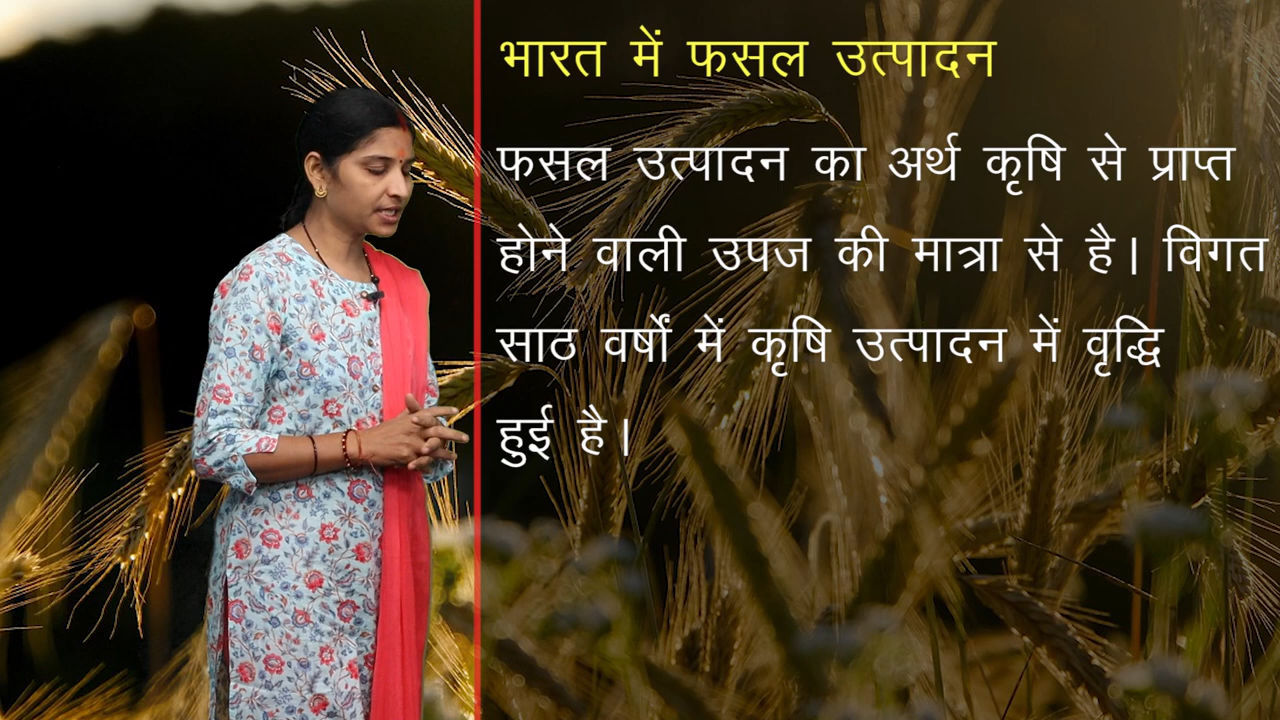 भारत में फसल उत्पादन
फसल उत्पादन का अर्थ कृषि से प्राप्त
होने वाली उपज की मात्रा से है। विगत
साठ वर्षों में कृषि उत्पादन में वृद्धि
हुई है।